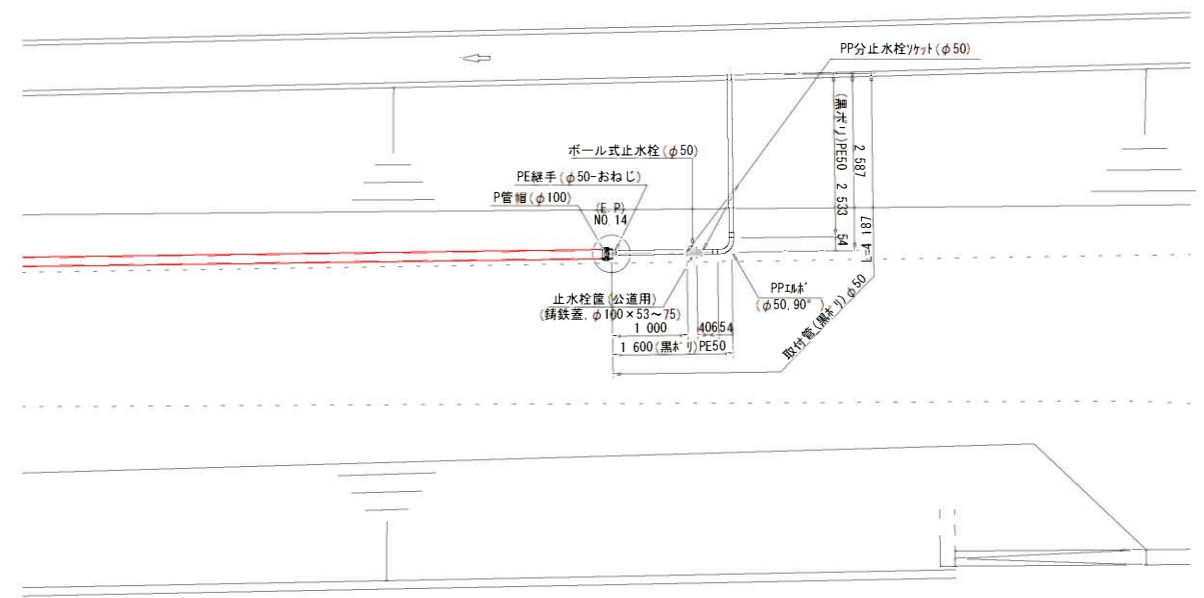 PP分止水栓ソケット(φ50)
ボール式止水栓(φ50)
PE継手(φ50-おねじ)
P管帽(φ100)
(E.P)
NO.14
(黒ポリ)PE50 2 533
54
2 587
L=4 187
PPエルボ
(φ50,90°)
止水栓筐(公道用)
(鋳鉄蓋,φ100×53~75)
1 000
406
54
1 600(黒ポリ)PE50
取付管(黒ポリ)φ50